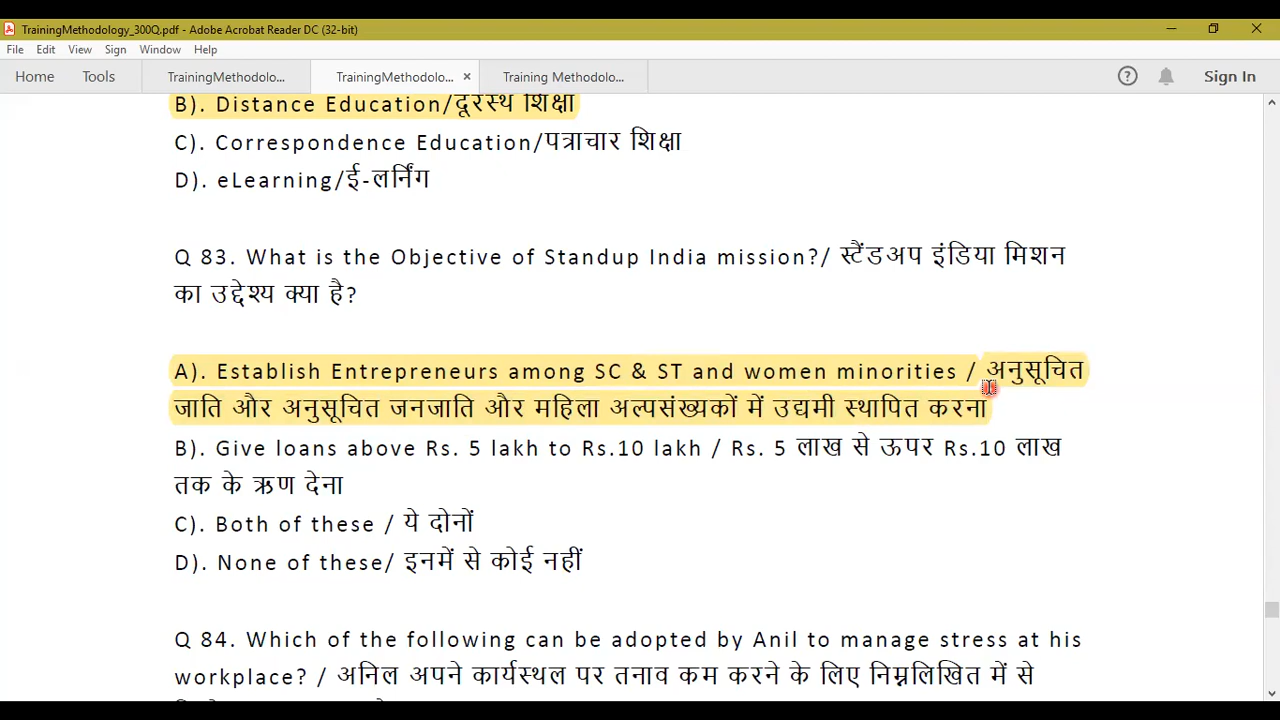 TrainingMethodology_300Q.pdf - Adobe Acrobat Reader DC (32-bit)
File Edit View Sign Window Help
Home Tools TrainingMethodolo... TrainingMethodolo... × Training Methodolo... Sign In
B). Distance Education/दूरस्थ शिक्षा
C). Correspondence Education/पत्राचार शिक्षा
D). eLearning/ई-लर्निंग
Q 83. What is the Objective of Standup India mission?/ स्टैंडअप इंडिया मिशन
का उद्देश्य क्या है?
A). Establish Entrepreneurs among SC & ST and women minorities / अनुसूचित
जाति और अनुसूचित जनजाति और महिला अल्पसंख्यकों में उद्यमी स्थापित करना
B). Give loans above Rs. 5 lakh to Rs.10 lakh / Rs. 5 लाख से ऊपर Rs.10 लाख
तक के ऋण देना
C). Both of these / ये दोनों
D). None of these/ इनमें से कोई नहीं
Q 84. Which of the following can be adopted by Anil to manage stress at his
workplace? / अनिल अपने कार्यस्थल पर तनाव कम करने के लिए निम्नलिखित में से